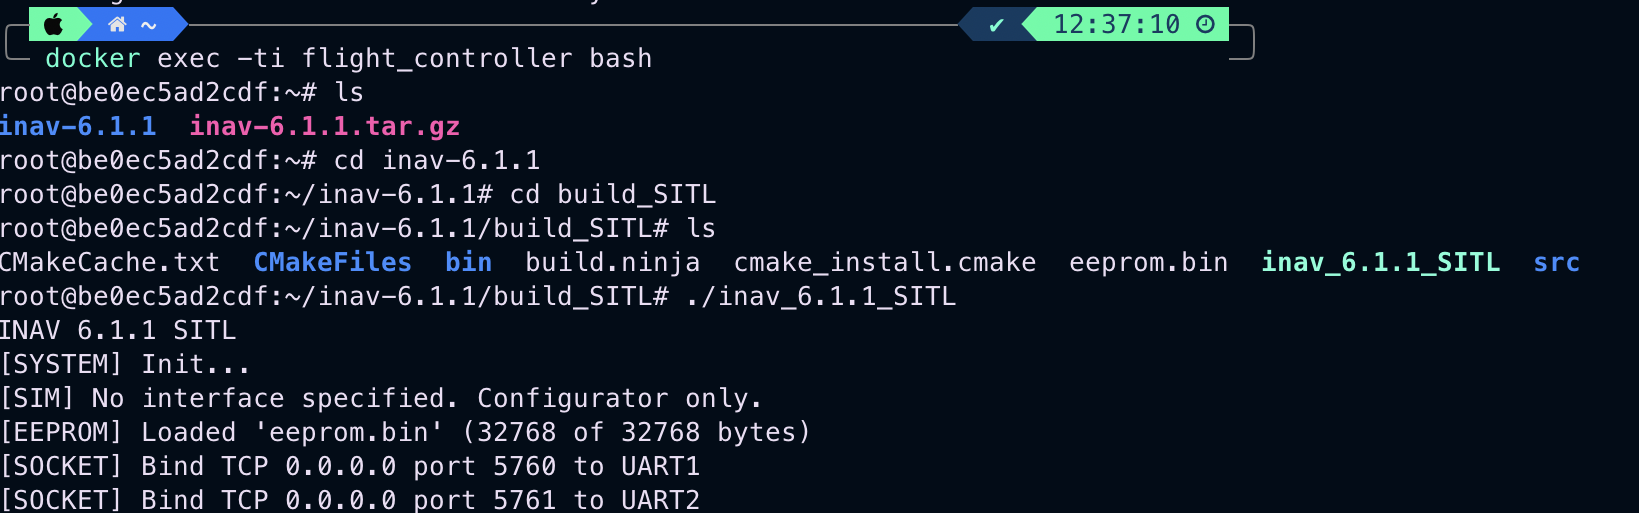 ~ ✔ 12:37:10
docker exec -ti flight_controller bash
root@be0ec5ad2cdf:~# ls
inav-6.1.1 inav-6.1.1.tar.gz
root@be0ec5ad2cdf:~# cd inav-6.1.1
root@be0ec5ad2cdf:~/inav-6.1.1# cd build_SITL
root@be0ec5ad2cdf:~/inav-6.1.1/build_SITL# ls
CMakeCache.txt CMakeFiles bin build.ninja cmake_install.cmake eeprom.bin inav_6.1.1_SITL src
root@be0ec5ad2cdf:~/inav-6.1.1/build_SITL# ./inav_6.1.1_SITL
INAV 6.1.1 SITL
[SYSTEM] Init...
[SIM] No interface specified. Configurator only.
[EEPROM] Loaded 'eeprom.bin' (32768 of 32768 bytes)
[SOCKET] Bind TCP 0.0.0.0 port 5760 to UART1
[SOCKET] Bind TCP 0.0.0.0 port 5761 to UART2